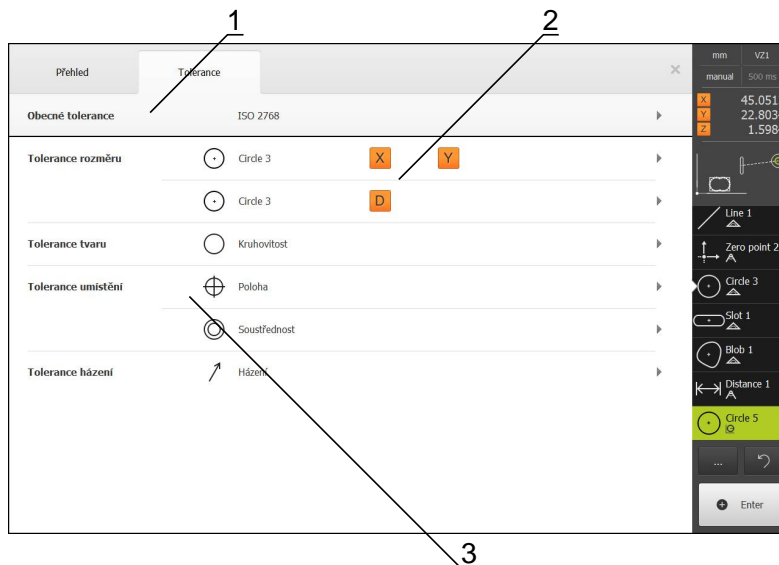 1
2
Přehled
Tolerance
mm VZ1
manual 500 ms
Obecné tolerance ISO 2768
X 45.051
Y 22.803
Z 1.598
Tolerance rozměru Circle 3 X Y
Circle 3 D
Line 1
Tolerance tvaru Kruhovitost
Zero point 2
Tolerance umístění Poloha
Circle 3
Soustřednost
Slot 1
Blob 1
Tolerance házení Házení
Distance 1
Circle 5
...
Enter
3